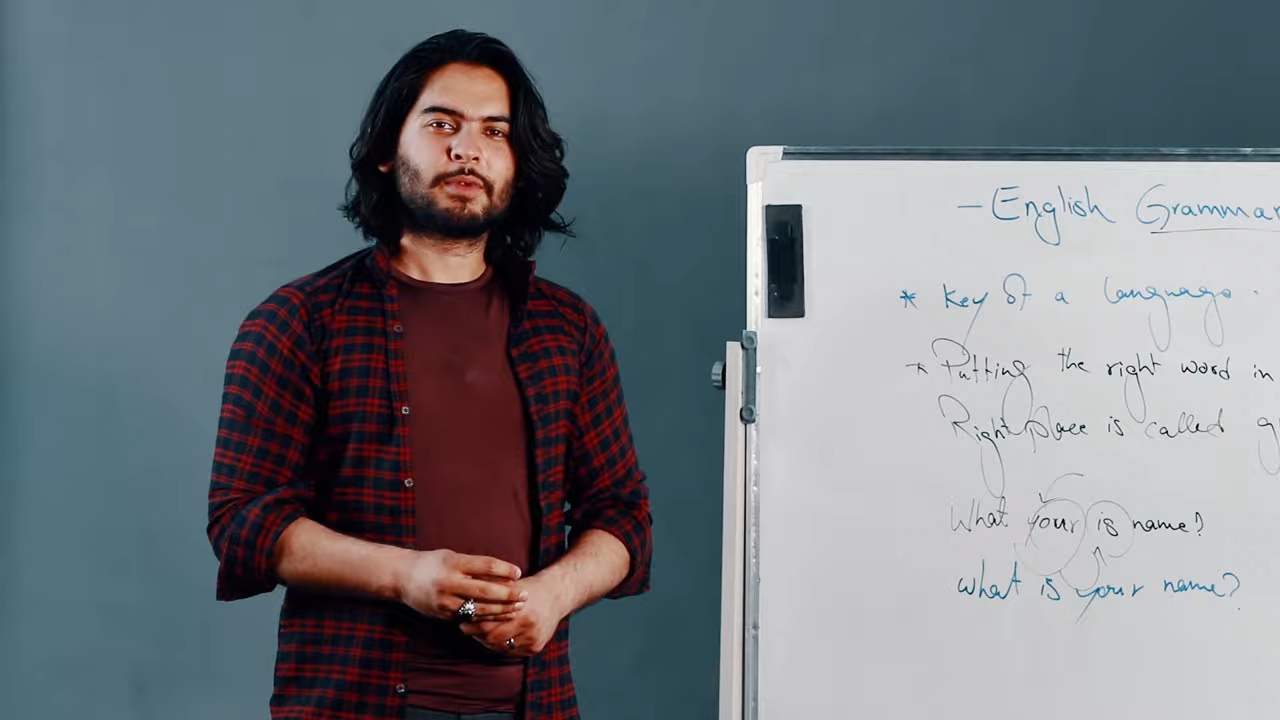 - English Grammar
* Key Of a language.
* Putting the right word in
Right place is called g
What your is name?
what is your name?